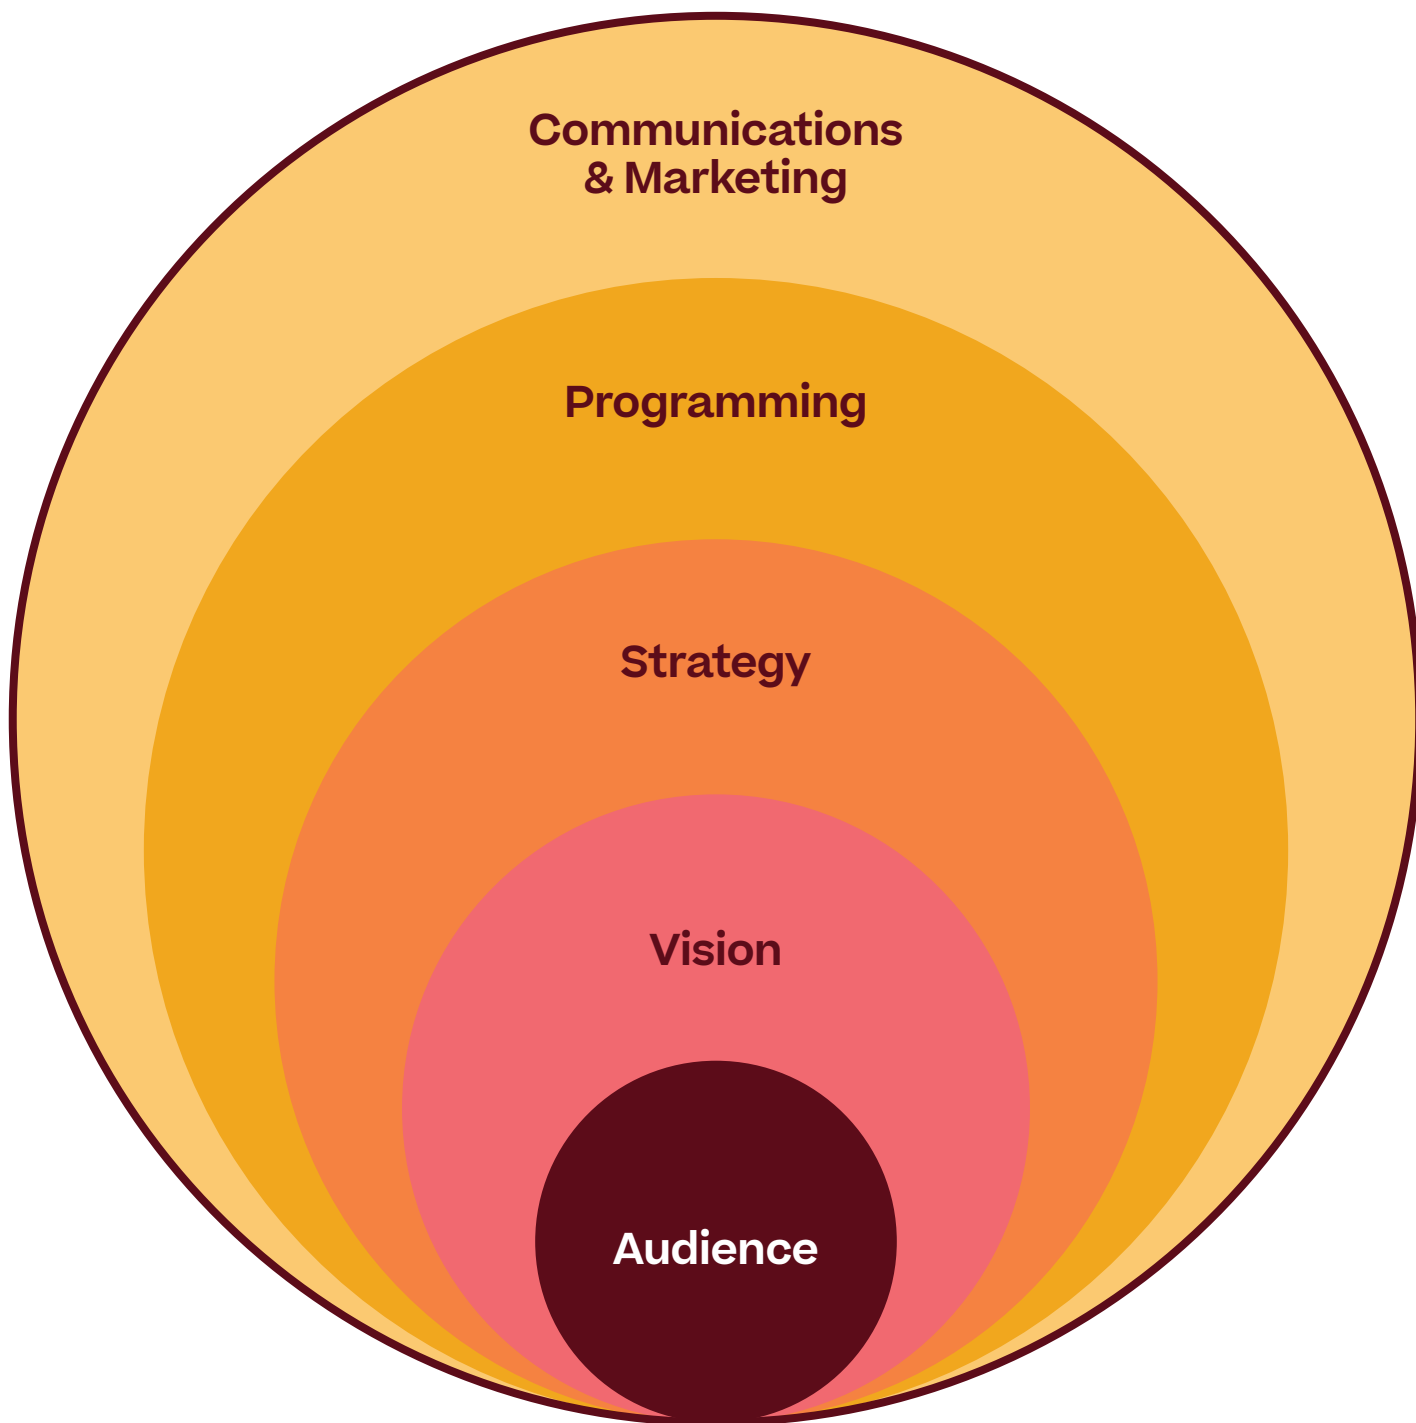 Communications
& Marketing
Programming
Strategy
Vision
Audience